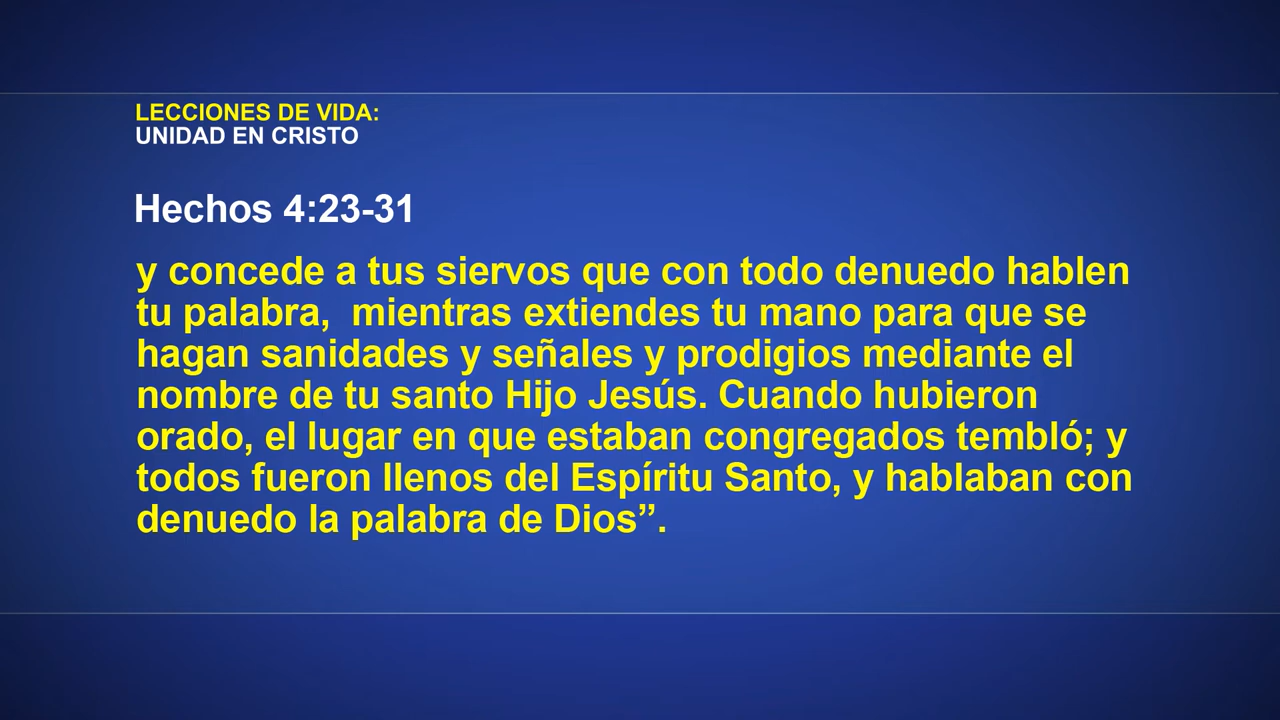 LECCIONES DE VIDA:
UNIDAD EN CRISTO
Hechos 4:23-31
y concede a tus siervos que con todo denuedo hablen
tu palabra,  mientras extiendes tu mano para que se
hagan sanidades y señales y prodigios mediante el
nombre de tu santo Hijo Jesús. Cuando hubieron
orado, el lugar en que estaban congregados tembló; y
todos fueron llenos del Espíritu Santo, y hablaban con
denuedo la palabra de Dios”.